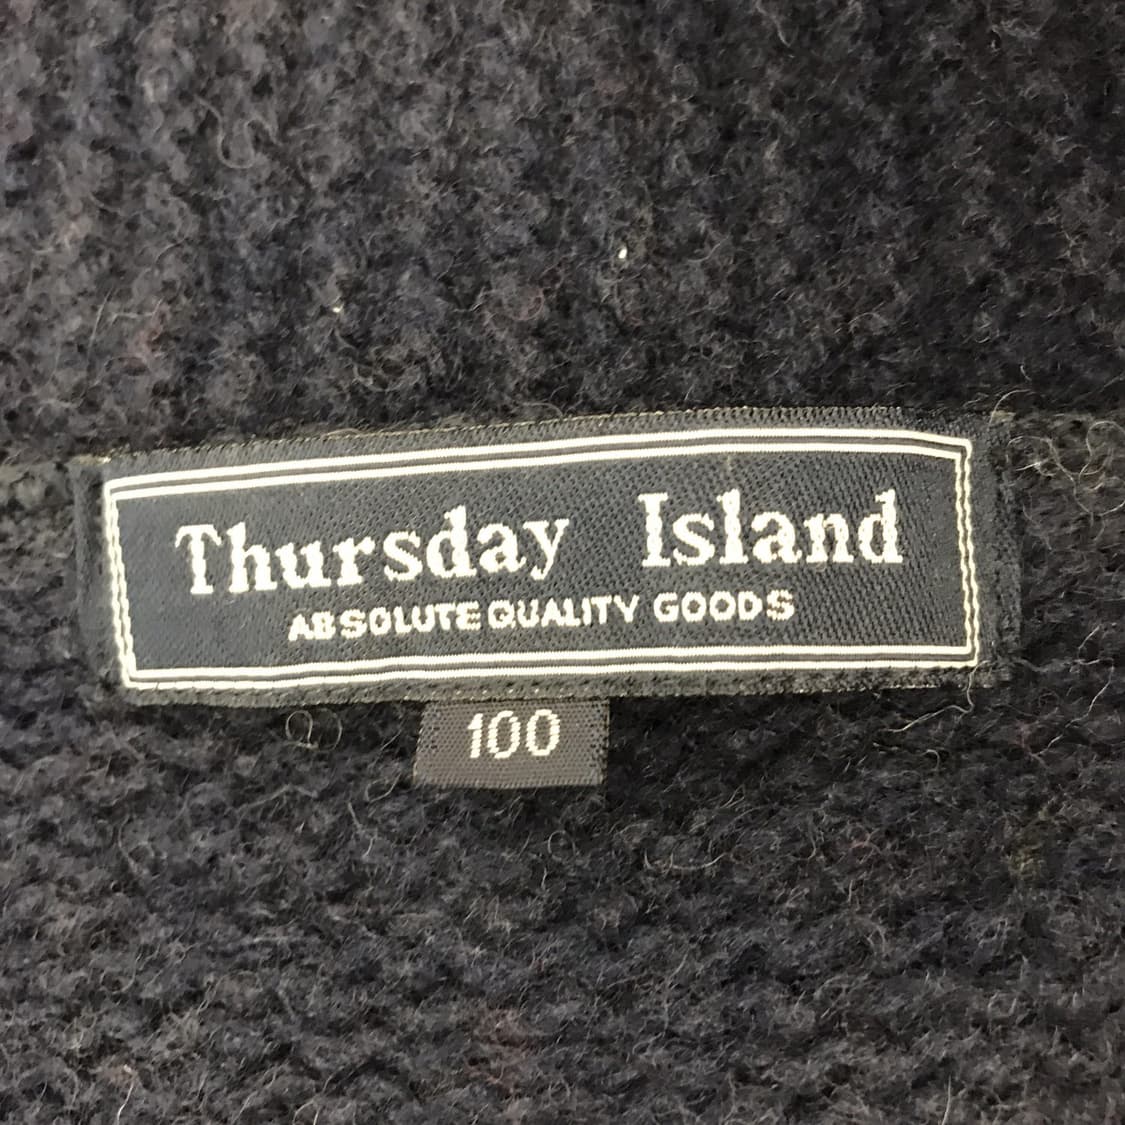 Thursday Island
ABSOLUTE QUALITY GOODS
100